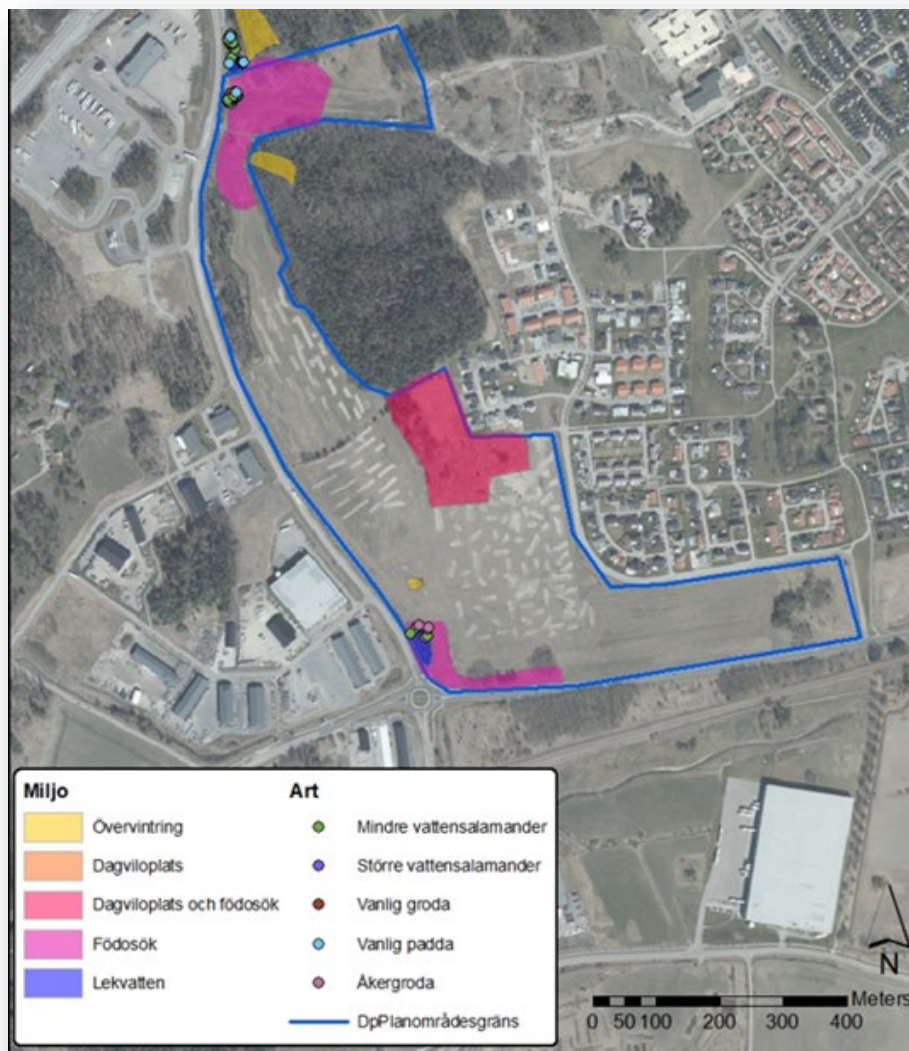 Miljo
Övervintring
Dagviloplats
Dagviloplats och födosök
Födosök
Lekvatten
Art
Mindre vattensalamander
Större vattensalamander
Vanlig groda
Vanlig padda
Åkergroda
DpPlanområdesgräns
N
Meters
0 50 100 200 300 400